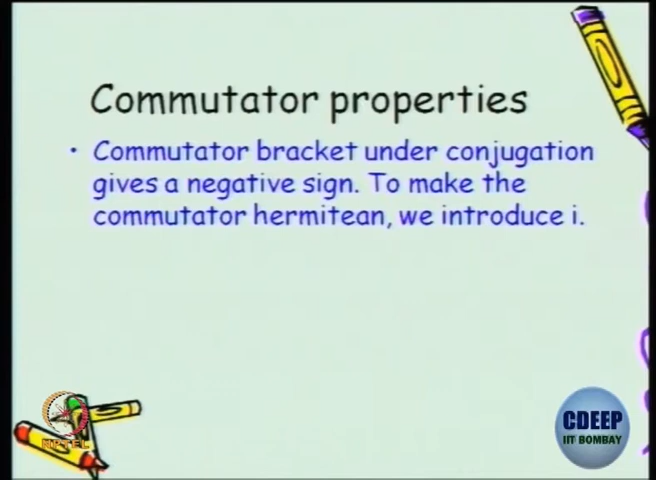 Commutator properties
• Commutator bracket under conjugation
gives a negative sign. To make the
commutator hermitean, we introduce i.
NPTEL
CDEEP
IIT BOMBAY